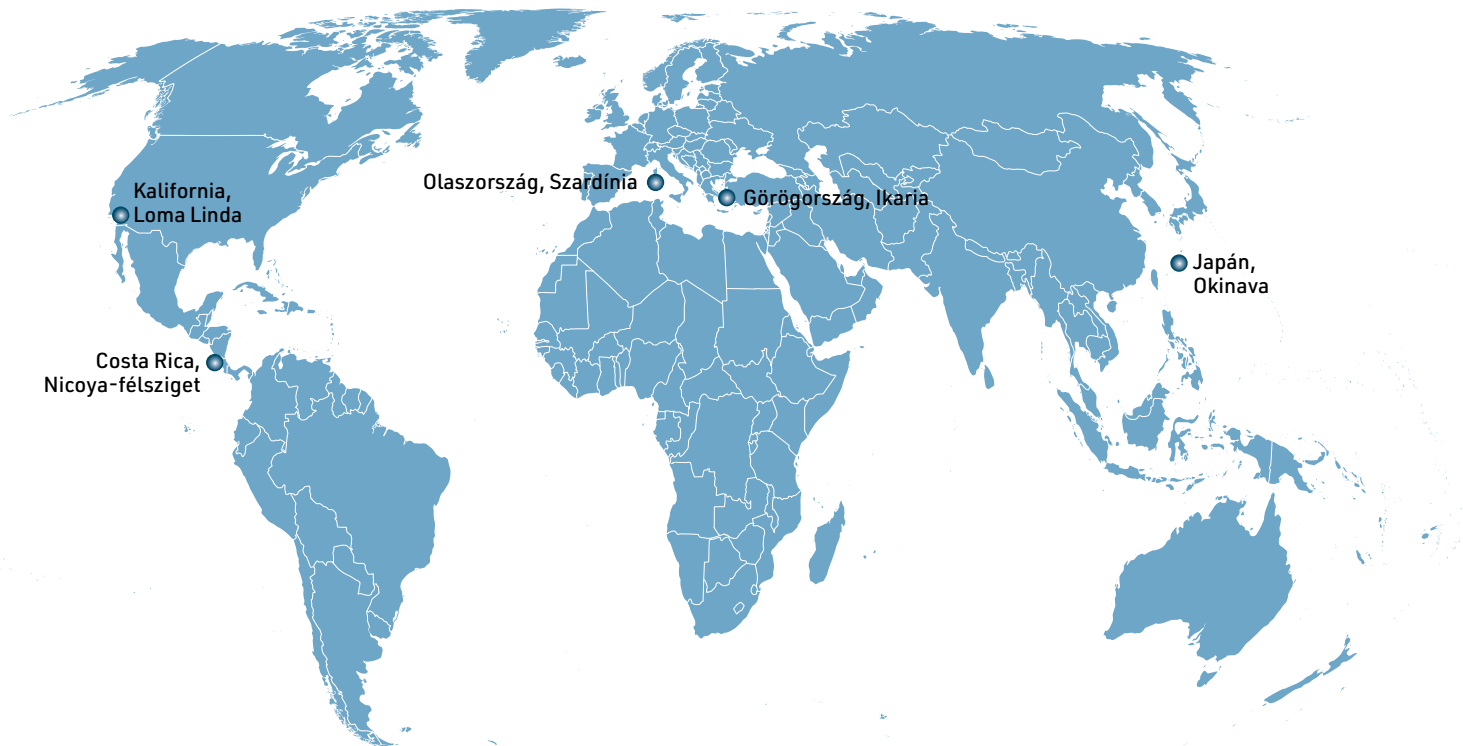 Olaszország, Szardínia
Kalifornia,
Loma Linda
Görögország, Ikaria
Japán,
Okinava
Costa Rica,
Nicoya-félsziget